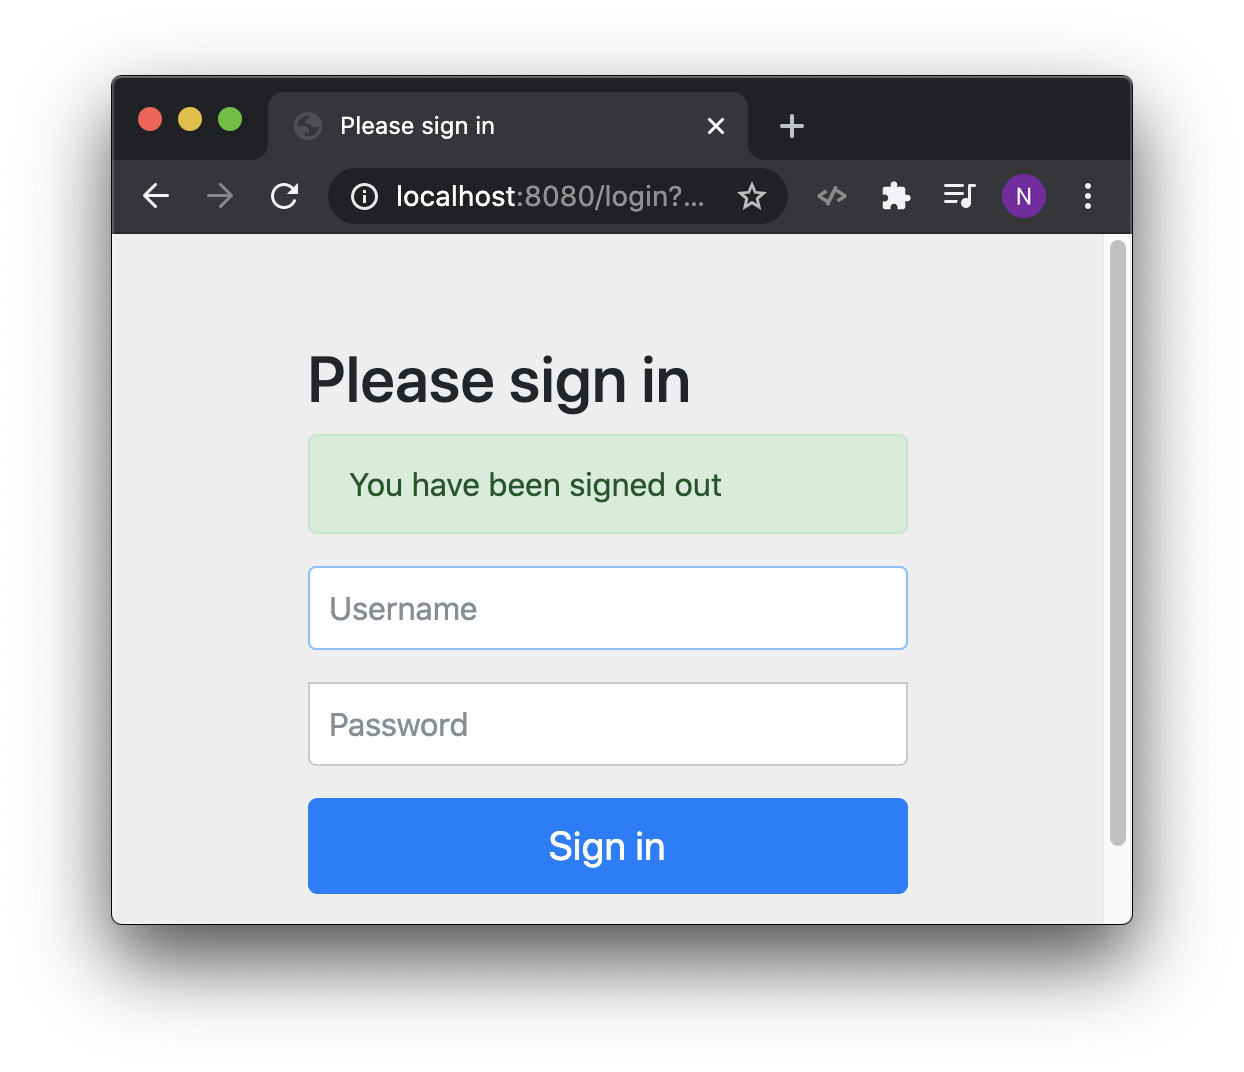 Please sign in
localhost:8080/login?...
N
Please sign in
You have been signed out
Username
Password
Sign in